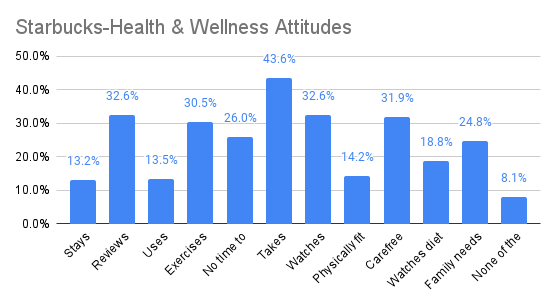 Starbucks-Health & Wellness Attitudes
50.0%
40.0%
30.0%
20.0%
10.0%
0.0%
13.2%
32.6%
13.5%
30.5%
26.0%
43.6%
32.6%
14.2%
31.9%
18.8%
24.8%
8.1%
Stays
Reviews
Uses
Exercises
No time to
Takes
Watches
Physically fit
Carefree
Watches diet
Family needs
None of the